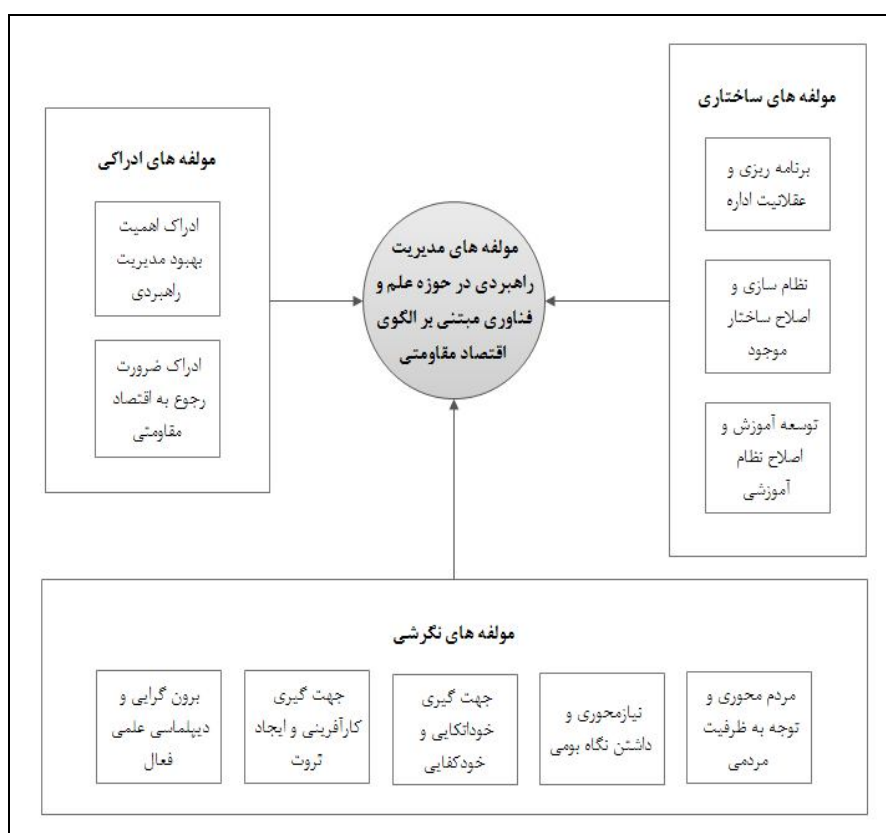 مولفه های ساختاری
برنامه ریزی و
عقلانیت اداره
نظام سازی و
اصلاح ساختار
موجود
توسعه آموزش و
اصلاح نظام
آموزشی
مولفه های مدیریت
راهبردی در حوزه علم و
فناوری مبتنی بر الگوی
اقتصاد مقاومتی
مولفه های ادراکی
ادراک اهمیت
بهبود مدیریت
راهبردی
ادراک ضرورت
رجوع به اقتصاد
مقاومتی
مولفه های نگرشی
مردم محوری و
توجه به ظرفیت
مردمی
نیازمحوری و
داشتن نگاه بومی
جهت گیری
خوداتکایی و
خودکفایی
جهت گیری
کارآفرینی و ایجاد
ثروت
برون گرایی و
دیپلماسی علمی
فعال